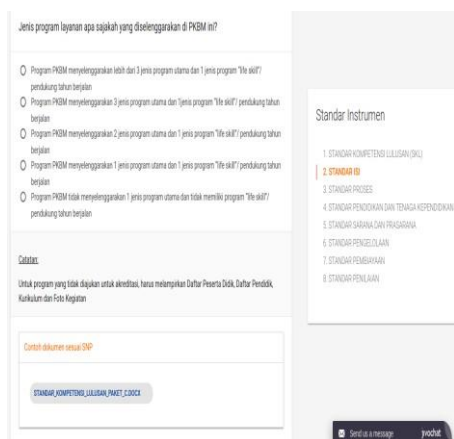 Jenis program layanan apa sajakah yang diselenggarakan di PKBM ini?
Program PKBM menyelenggarakan lebih dari 3 jenis program utama dan 1 jenis program "life skill"/
pendukung tahun berjalan
Program PKBM menyelenggarakan 3 jenis program utama dan 1jenis program "life skill"/ pendukung tahun
berjalan
Program PKBM menyelenggarakan 2 jenis program utama dan 1 jenis program "life skill"/ pendukung tahun
berjalan
Program PKBM menyelenggarakan 1 jenis program utama dan 1 jenis program "life skill"/ pendukung tahun
berjalan
Program PKBM tidak menyelenggarakan 1 jenis program utama dan tidak memiliki program "life skill"/
pendukung tahun berjalan
Catatan:
Untuk program yang tidak diajukan untuk akreditasi, harus melampirkan Daftar Peserta Didik, Daftar Pendidik,
Kurikulum dan Foto Kegiatan
Contoh dokumen sesuai SNP
STANDAR_KOMPETENSI_LULUSAN_PAKET_C.DOCX
Standar Instrumen
1. STANDAR KOMPETENSI LULUSAN (SKL)
2. STANDAR ISI
3. STANDAR PROSES
4. STANDAR PENDIDIKAN DAN TENAGA KEPENDIDIKAN
5. STANDAR SARANA DAN PRASARANA
6. STANDAR PENGELOLAAN
7. STANDAR PEMBIAYAAN
8. STANDAR PENILAIAN
Send us a message jivochat